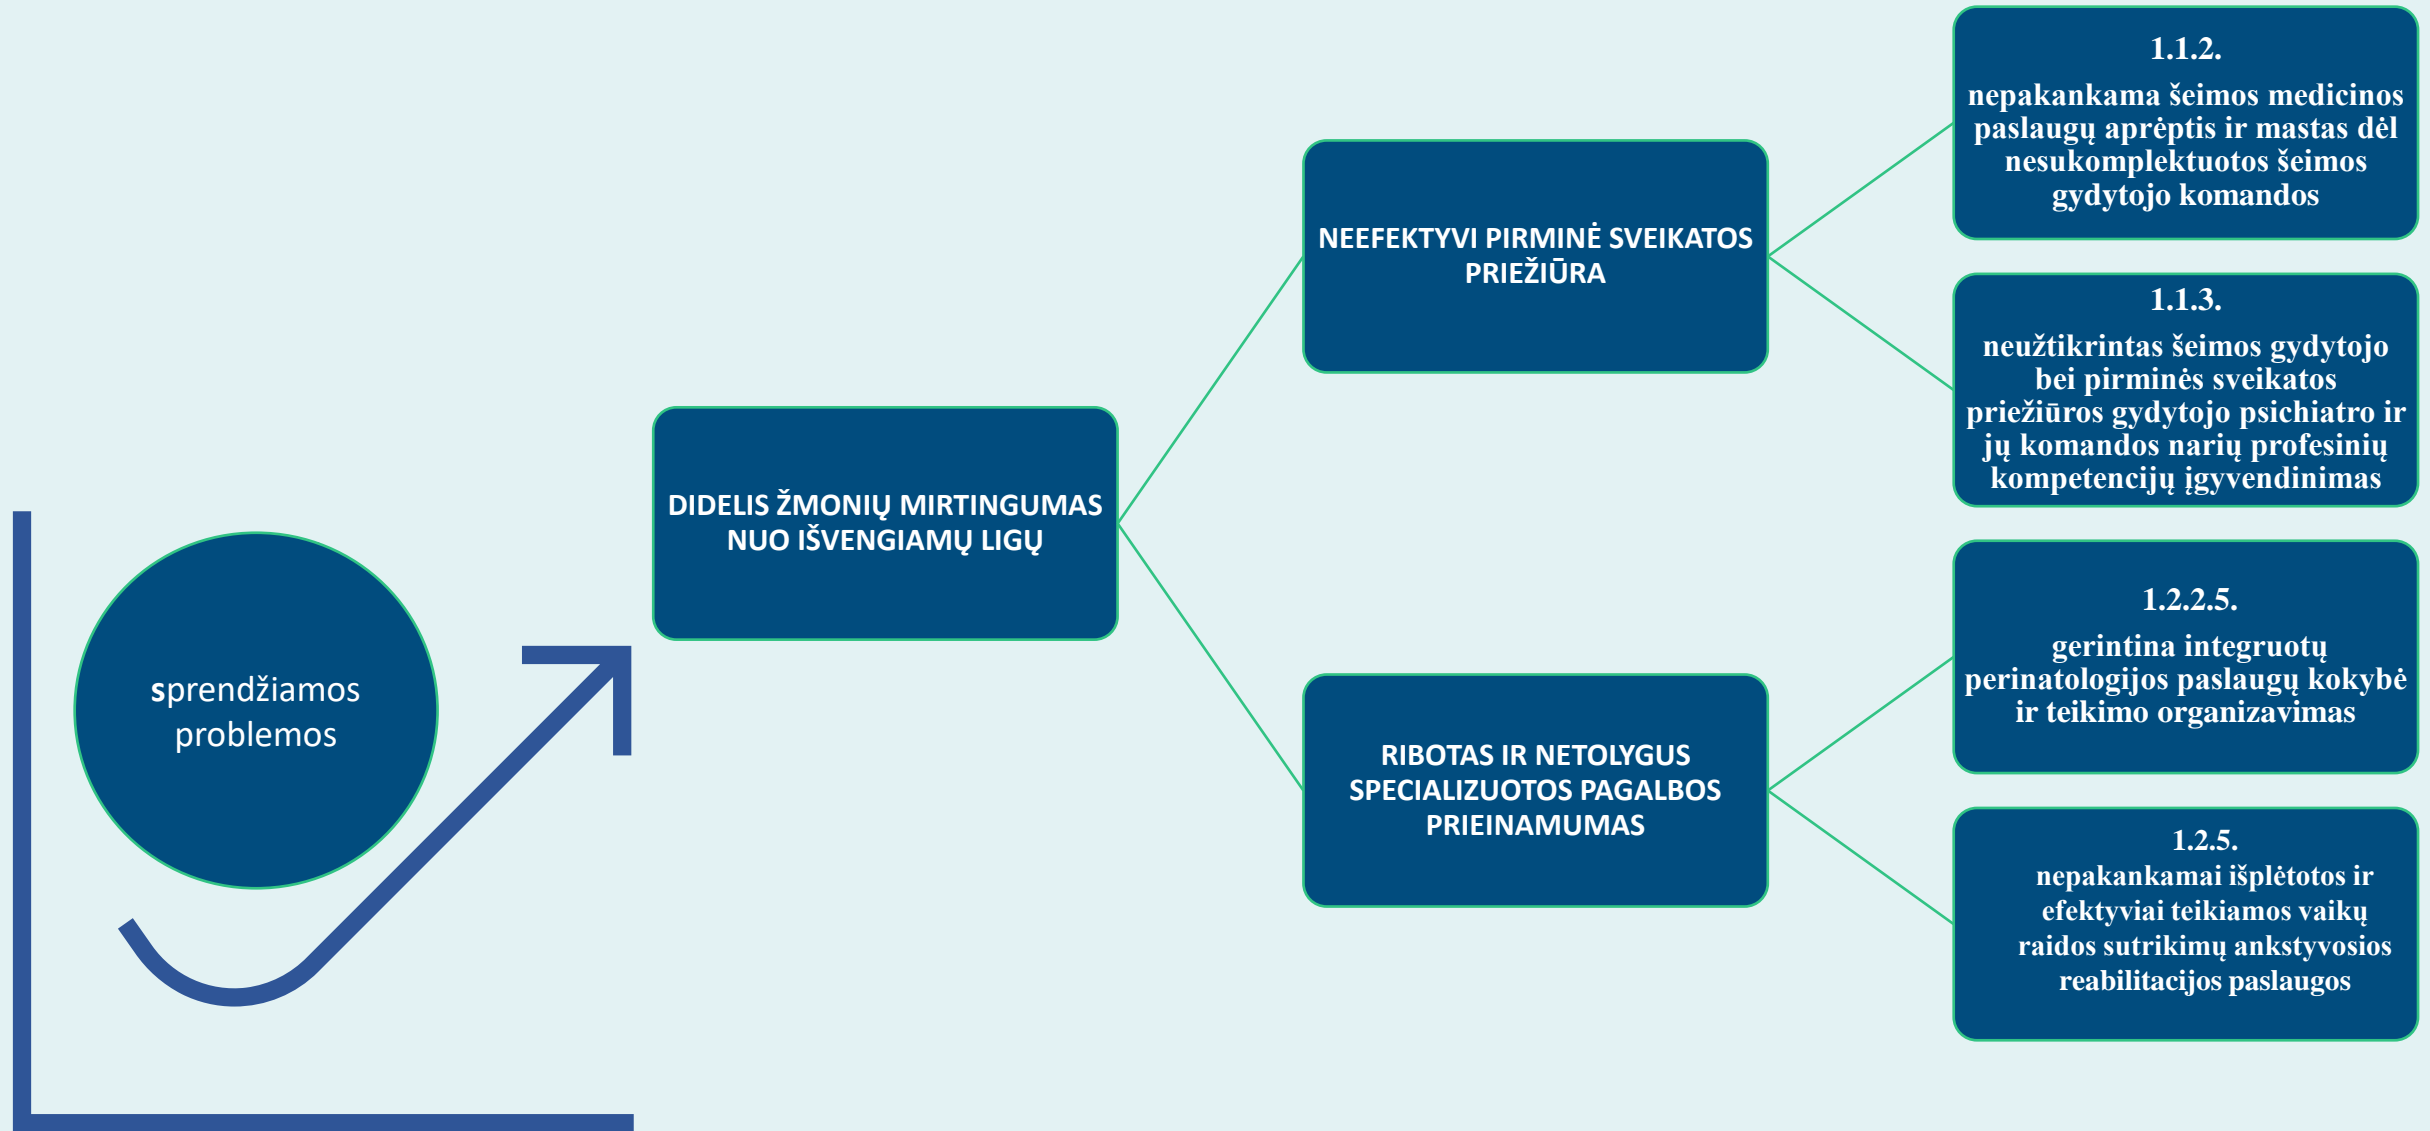 sprendžiamos
problemos
DIDELIS ŽMONIŲ MIRTINGUMAS
NUO IŠVENGIAMŲ LIGŲ
NEEFEKTYVI PIRMINĖ SVEIKATOS
PRIEŽIŪRA
1.1.2.
nepakankama šeimos medicinos
paslaugų aprėptis ir mastas dėl
nesukomplektuotos šeimos
gydytojo komandos
1.1.3.
neužtikrintas šeimos gydytojo
bei pirminės sveikatos
priežiūros gydytojo psichiatro ir
jų komandos narių profesinių
kompetencijų įgyvendinimas
RIBOTAS IR NETOLYGUS
SPECIALIZUOTOS PAGALBOS
PRIEINAMUMAS
1.2.2.5.
gerintina integruotų
perinatologijos paslaugų kokybė
ir teikimo organizavimas
1.2.5.
nepakankamai išplėtotos ir
efektyviai teikiamos vaikų
raidos sutrikimų ankstyvosios
reabilitacijos paslaugos